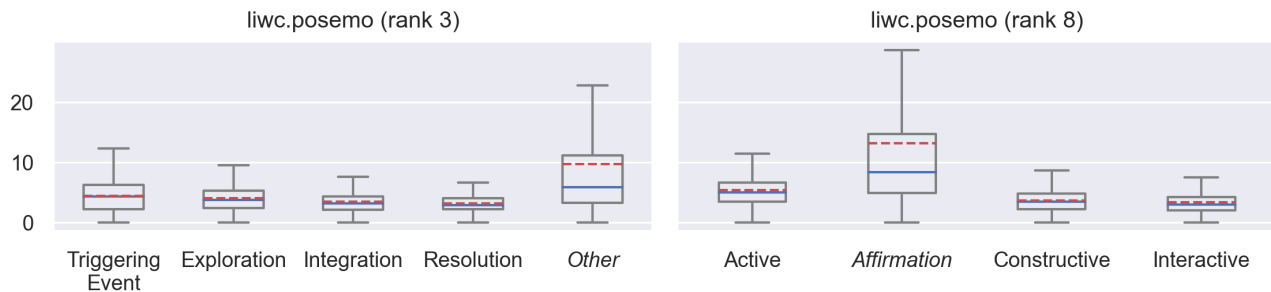 liwc.posemo (rank 3)
liwc.posemo (rank 8)
20
10
0
Triggering Event
Exploration
Integration
Resolution
Other
Active
Affirmation
Constructive
Interactive